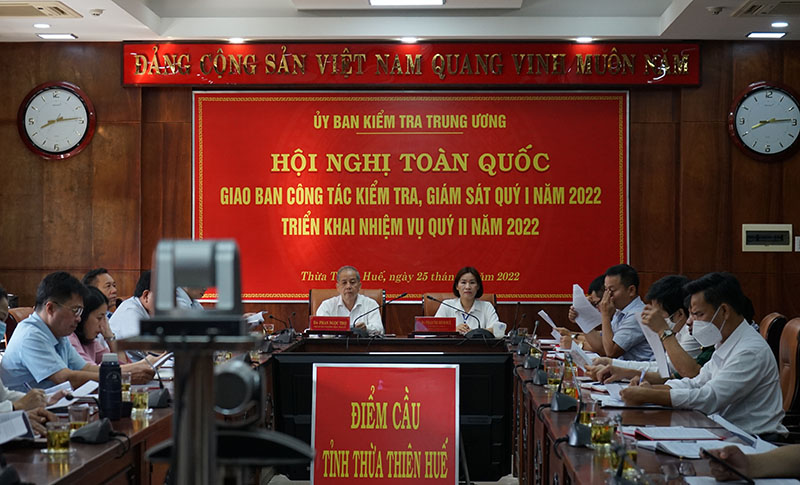 ĐẢNG CỘNG SẢN VIỆT NAM QUANG VINH MUÔN NĂM
ỦY BAN KIỂM TRA TRUNG ƯƠNG
HỘI NGHỊ TOÀN QUỐC
GIAO BAN CÔNG TÁC KIỂM TRA, GIÁM SÁT QUÝ I NĂM 2022
TRIỂN KHAI NHIỆM VỤ QUÝ II NĂM 2022
Thừa Huế, ngày 25 tháng 2022
ĐIỂM CẦU
TỈNH THỪA THIÊN HUẾ